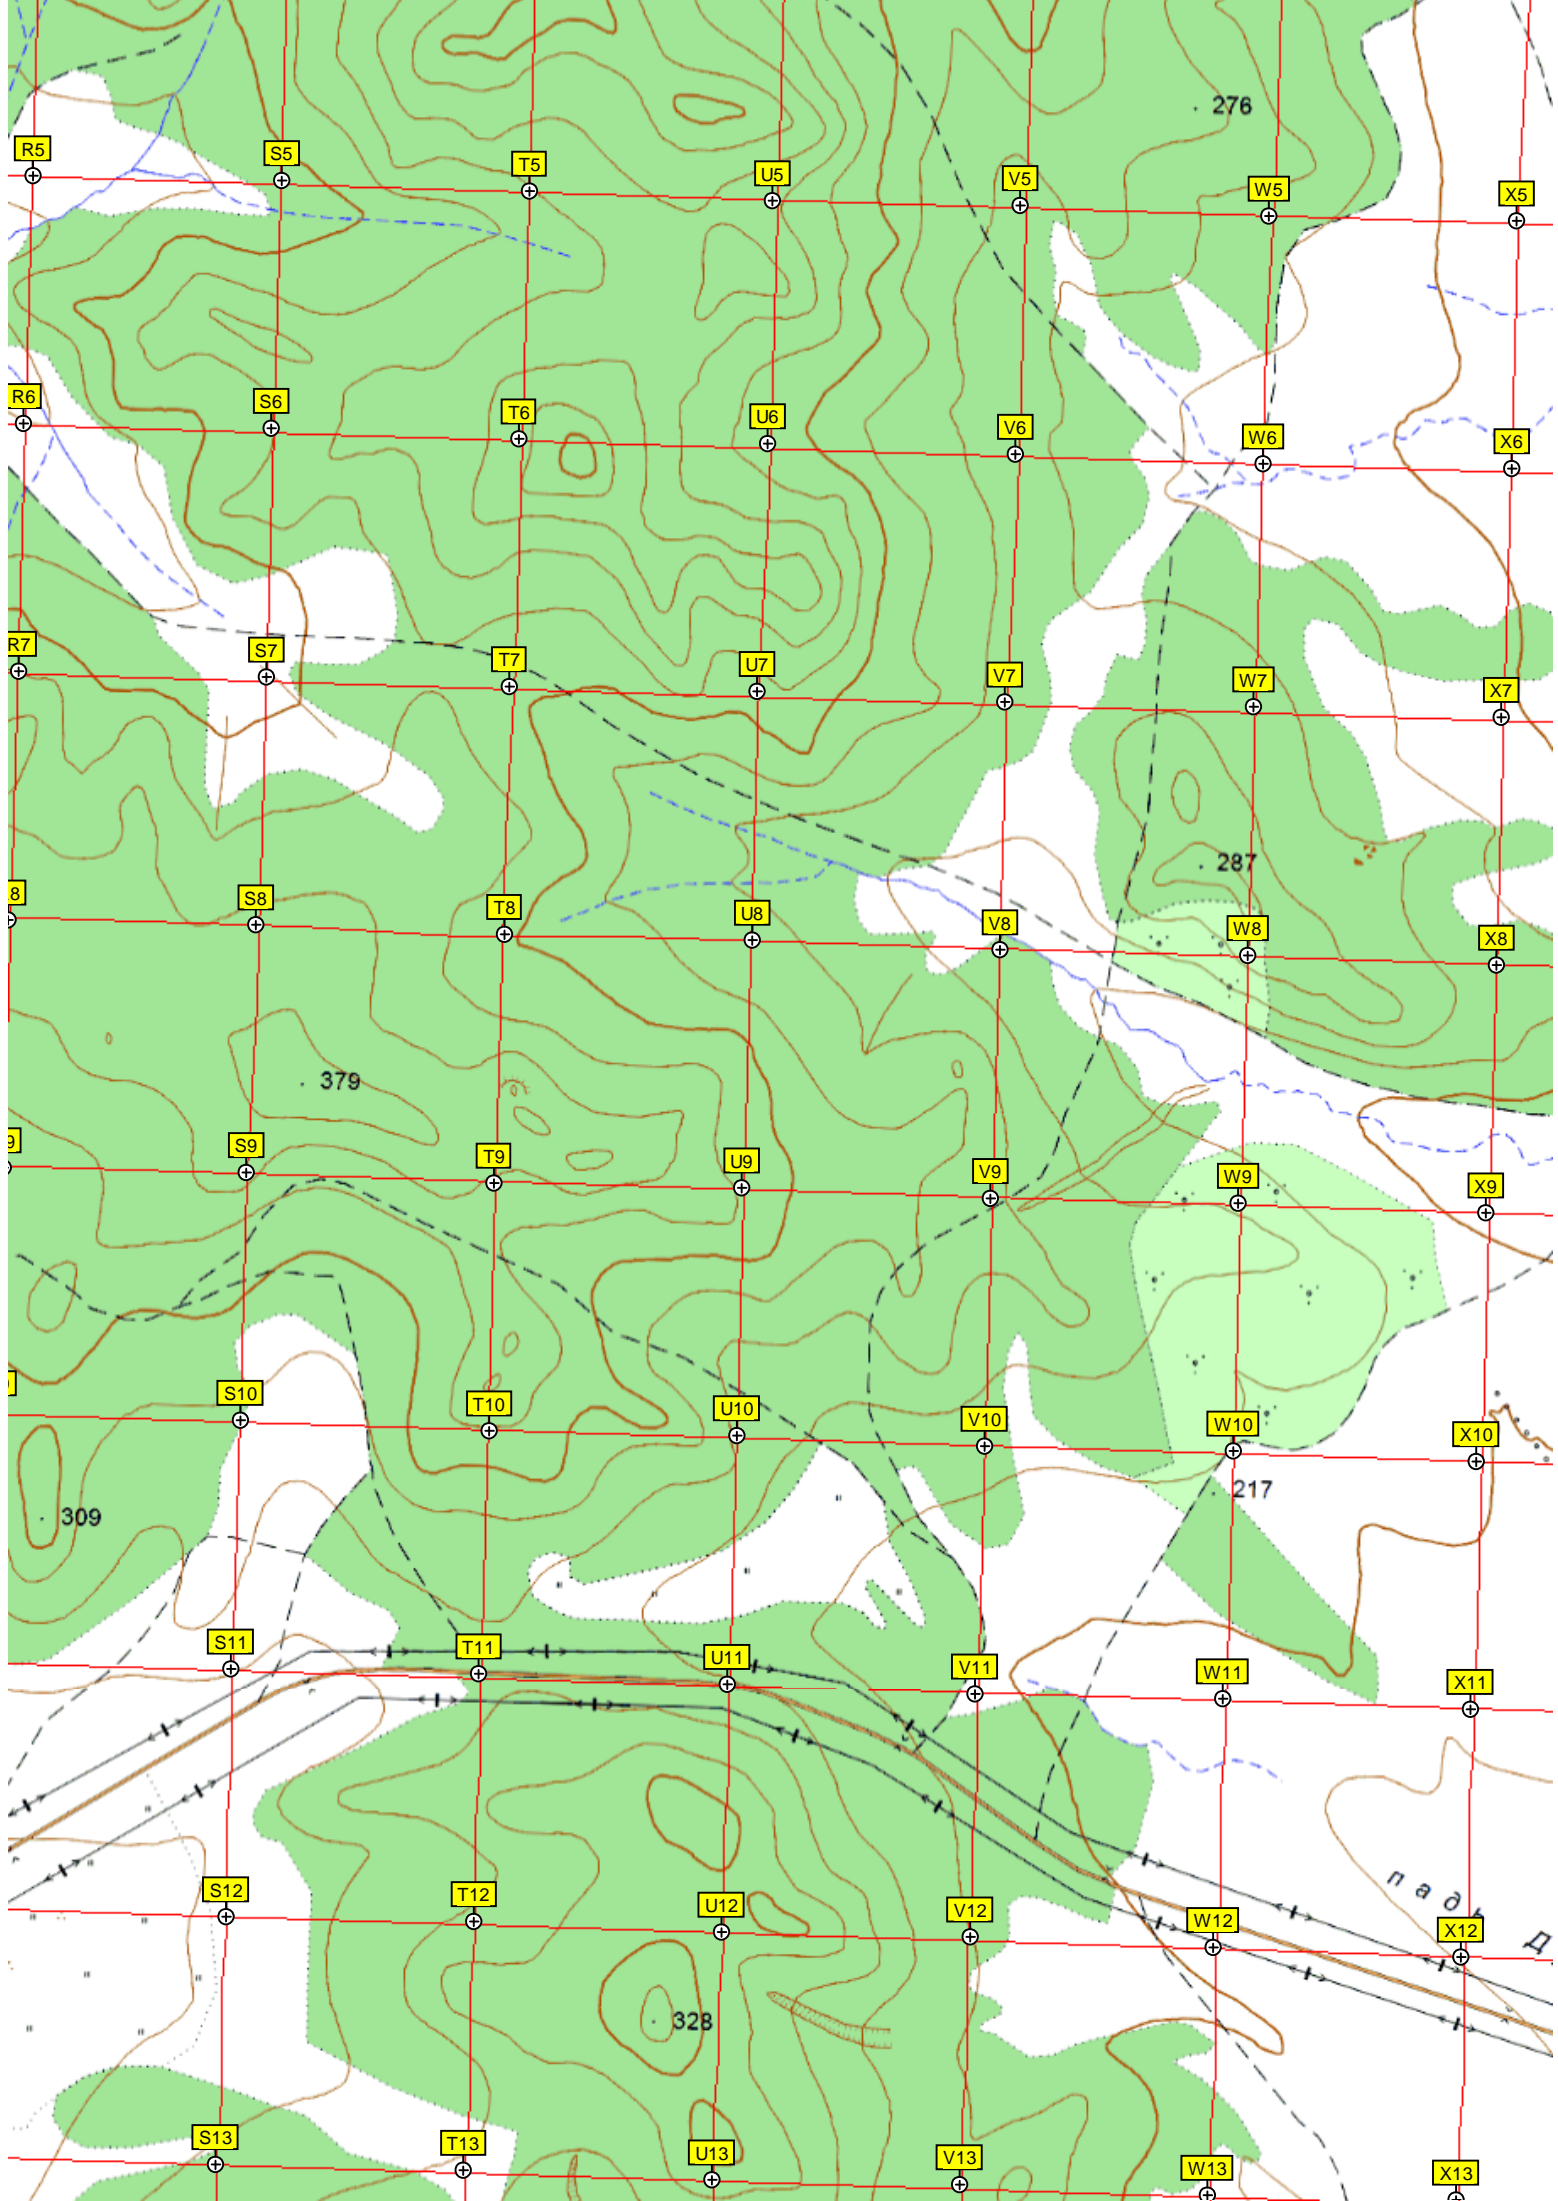 276
R5 S5 T5 U5 V5 W5 X5
R6 S6 T6 U6 V6 W6 X6
R7 S7 T7 U7 V7 W7 X7
287
8 S8 T8 U8 V8 W8 X8
379
9 S9 T9 U9 V9 W9 X9
S10 T10 U10 V10 W10 X10
217
309
S11 T11 U11 V11 W11 X11
падь Д
S12 T12 U12 V12 W12 X12
328
S13 T13 U13 V13 W13 X13